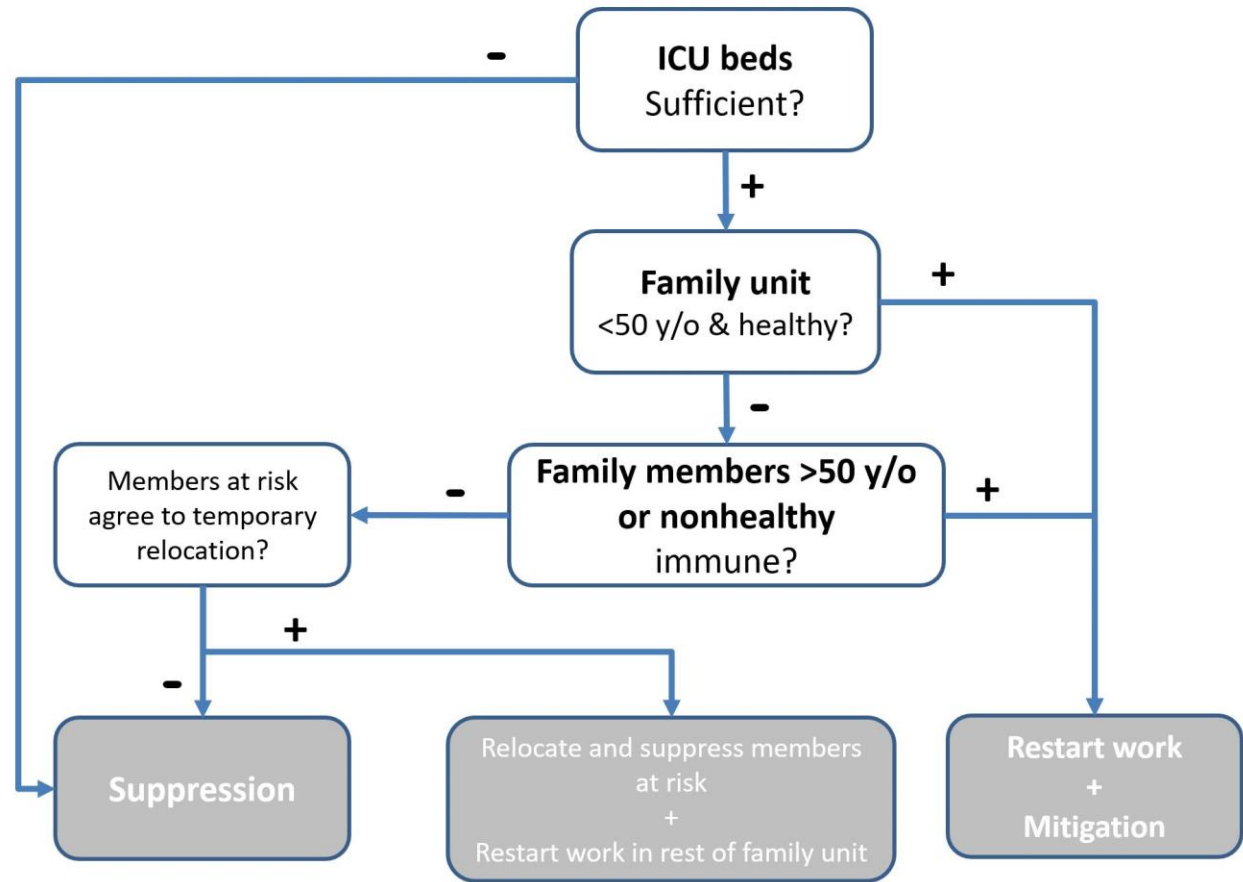 -
ICU beds
Sufficient?
+
Family unit
<50 y/o & healthy?
+
-
Members at risk
agree to temporary
relocation?
-
Family members >50 y/o
or nonhealthy
immune?
+
+
-
Suppression
Relocate and suppress members
at risk
+
Restart work in rest of family unit
Restart work
+
Mitigation